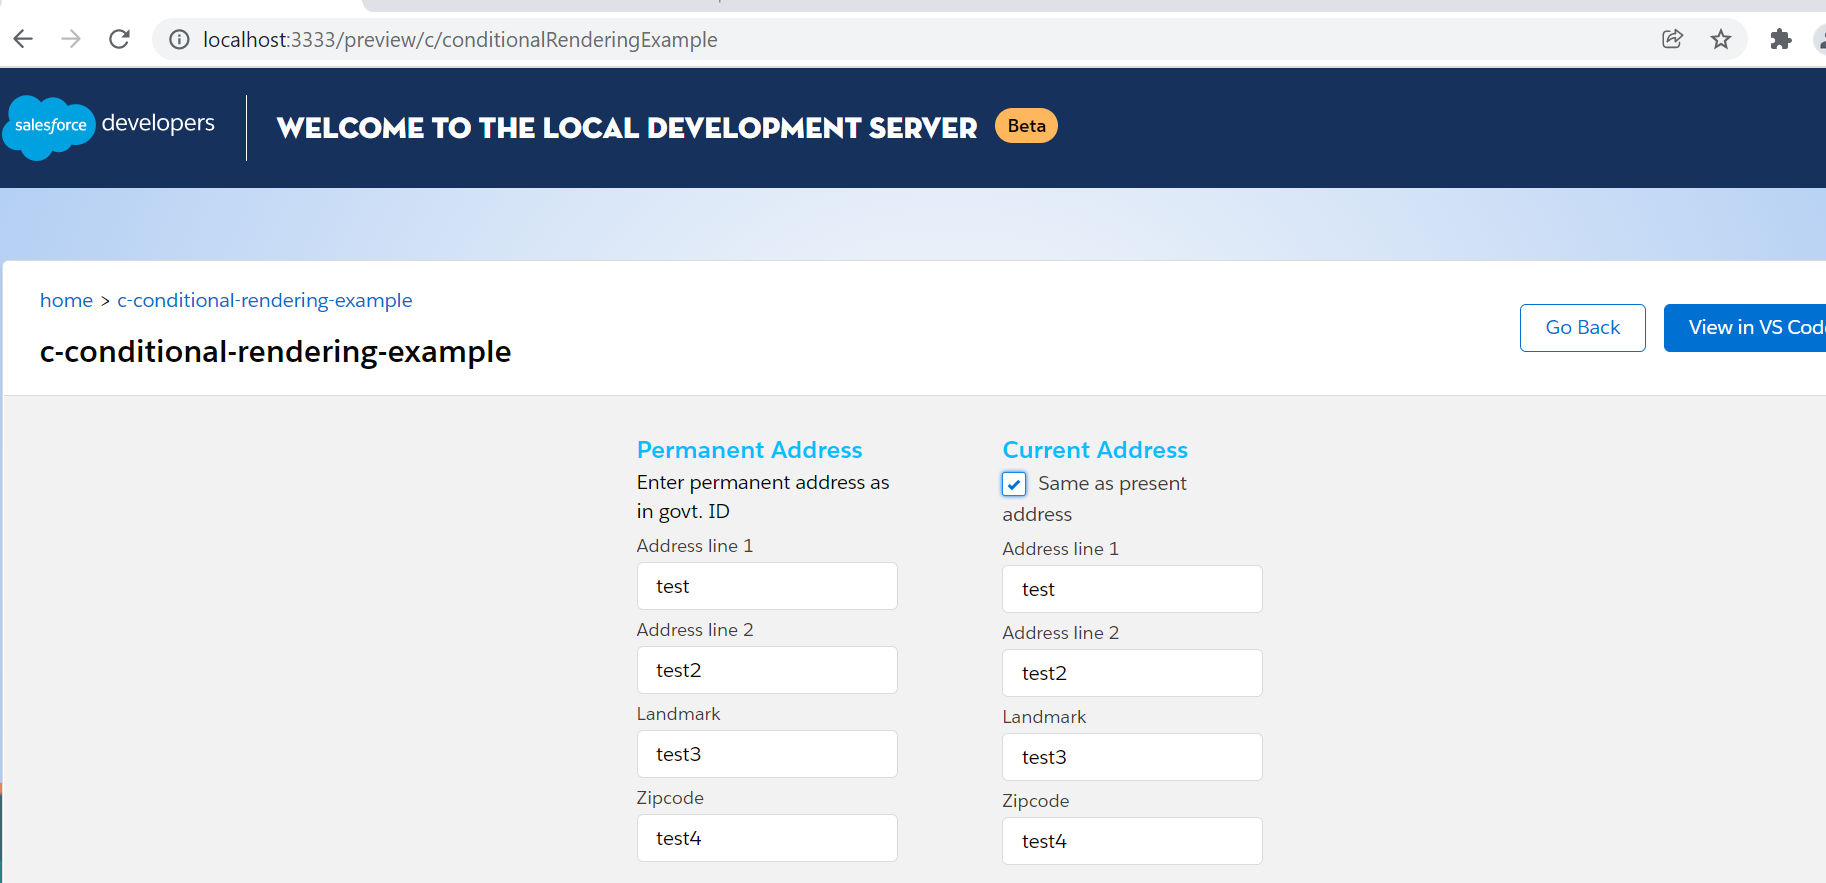 localhost:3333/preview/c/conditionalRenderingExample
salesforce developers
WELCOME TO THE LOCAL DEVELOPMENT SERVER Beta
home > c-conditional-rendering-example
Go Back
View in VS Cod
c-conditional-rendering-example
Permanent Address
Enter permanent address as
in govt. ID
Address line 1
test
Address line 2
test2
Landmark
test3
Zipcode
test4
Current Address
Same as present
address
Address line 1
test
Address line 2
test2
Landmark
test3
Zipcode
test4